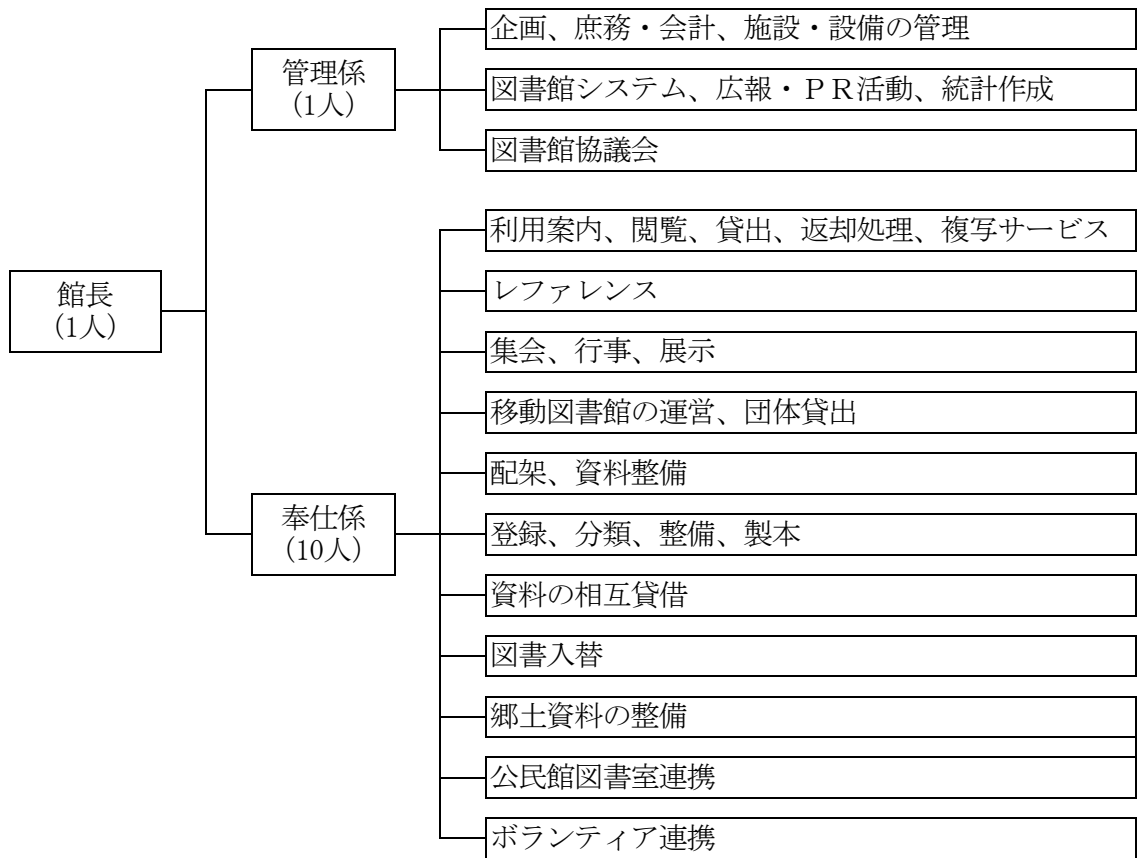 企画、庶務・会計、施設・設備の管理
管理係
(1人)
図書館システム、広報・ＰＲ活動、統計作成
図書館協議会
利用案内、閲覧、貸出、返却処理、複写サービス
館長
(1人)
レファレンス
集会、行事、展示
移動図書館の運営、団体貸出
配架、資料整備
奉仕係
(10人)
登録、分類、整備、製本
資料の相互貸借
図書入替
郷土資料の整備
公民館図書室連携
ボランティア連携